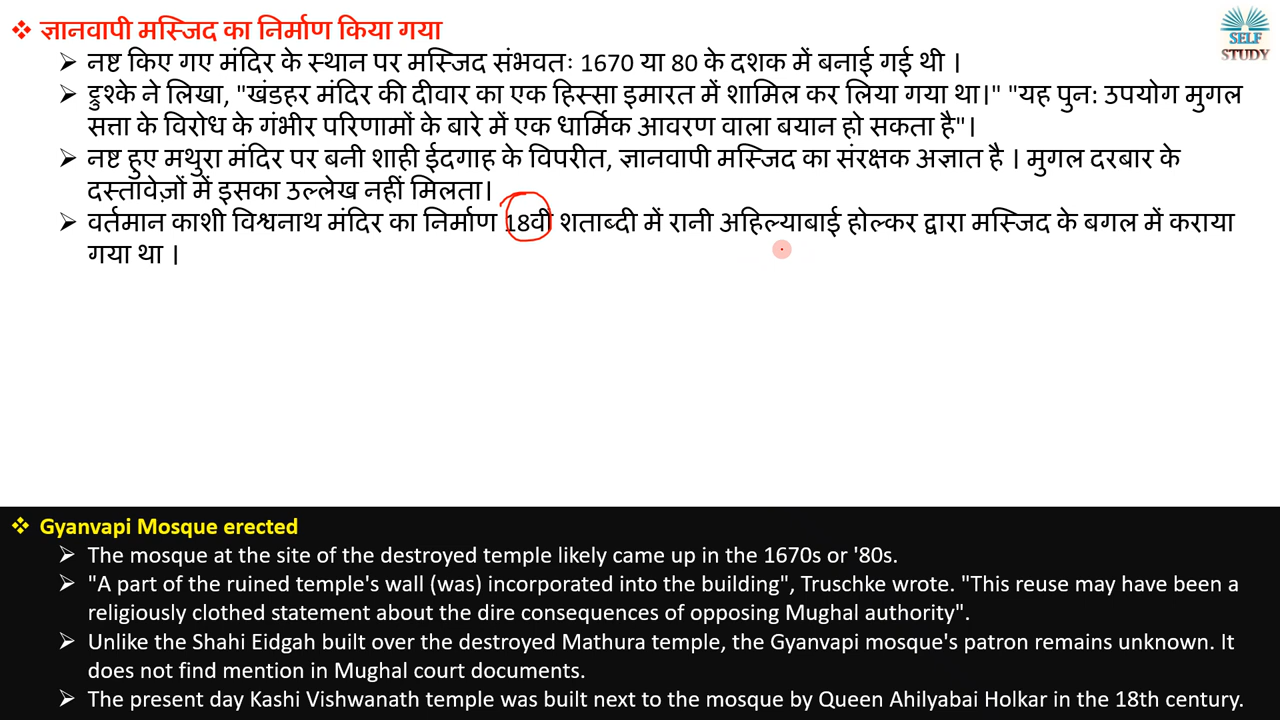 ❖ ज्ञानवापी मस्जिद का निर्माण किया गया
SELF
STUDY
➢ नष्ट किए गए मंदिर के स्थान पर मस्जिद संभवतः 1670 या 80 के दशक में बनाई गई थी ।
➢ ट्रुश्के ने लिखा, "खंडहर मंदिर की दीवार का एक हिस्सा इमारत में शामिल कर लिया गया था।" "यह पुन: उपयोग मुगल
सत्ता के विरोध के गंभीर परिणामों के बारे में एक धार्मिक आवरण वाला बयान हो सकता है"।
➢ नष्ट हुए मथुरा मंदिर पर बनी शाही ईदगाह के विपरीत, ज्ञानवापी मस्जिद का संरक्षक अज्ञात है । मुगल दरबार के
दस्तावेज़ों में इसका उल्लेख नहीं मिलता।
➢ वर्तमान काशी विश्वनाथ मंदिर का निर्माण 18वी शताब्दी में रानी अहिल्याबाई होल्कर द्वारा मस्जिद के बगल में कराया
गया था ।
❖ Gyanvapi Mosque erected
➢ The mosque at the site of the destroyed temple likely came up in the 1670s or '80s.
➢ "A part of the ruined temple's wall (was) incorporated into the building", Truschke wrote. "This reuse may have been a
religiously clothed statement about the dire consequences of opposing Mughal authority".
➢ Unlike the Shahi Eidgah built over the destroyed Mathura temple, the Gyanvapi mosque's patron remains unknown. It
does not find mention in Mughal court documents.
➢ The present day Kashi Vishwanath temple was built next to the mosque by Queen Ahilyabai Holkar in the 18th century.